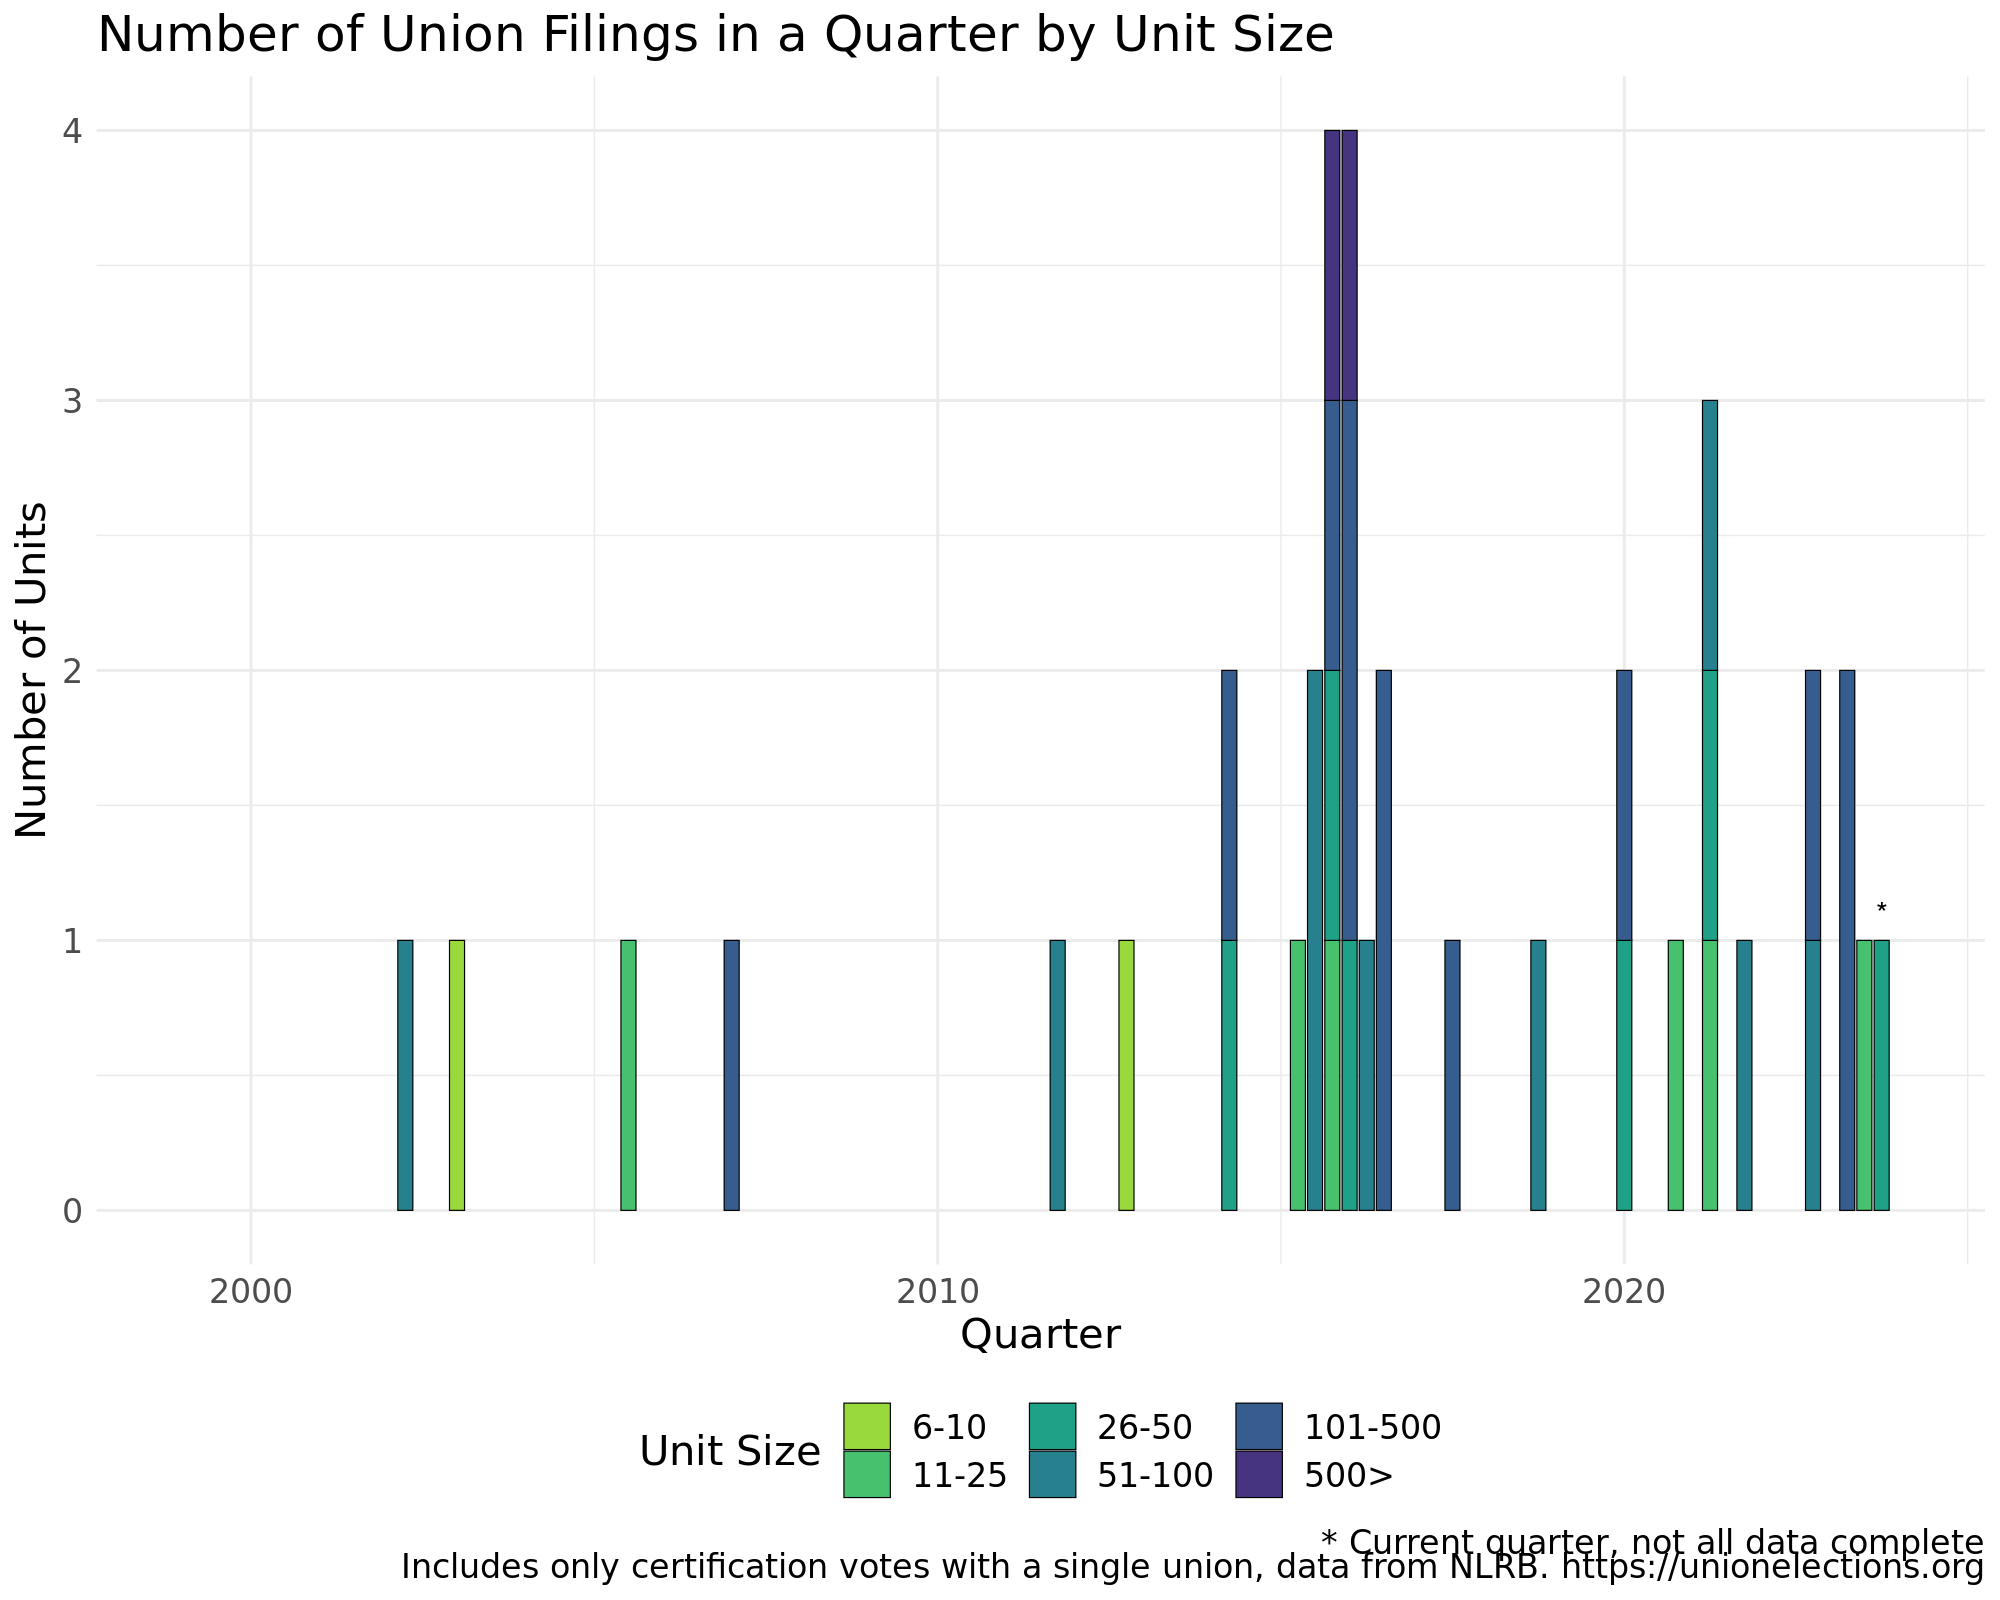 Number of Union Filings in a Quarter by Unit Size
Number of Units
4
3
2
1
0
*
2000 2010 2020
Quarter
Unit Size
6-10 26-50 101-500
11-25 51-100 500>
* Current quarter, not all data complete
Includes only certification votes with a single union, data from NLRB. https://unionelections.org